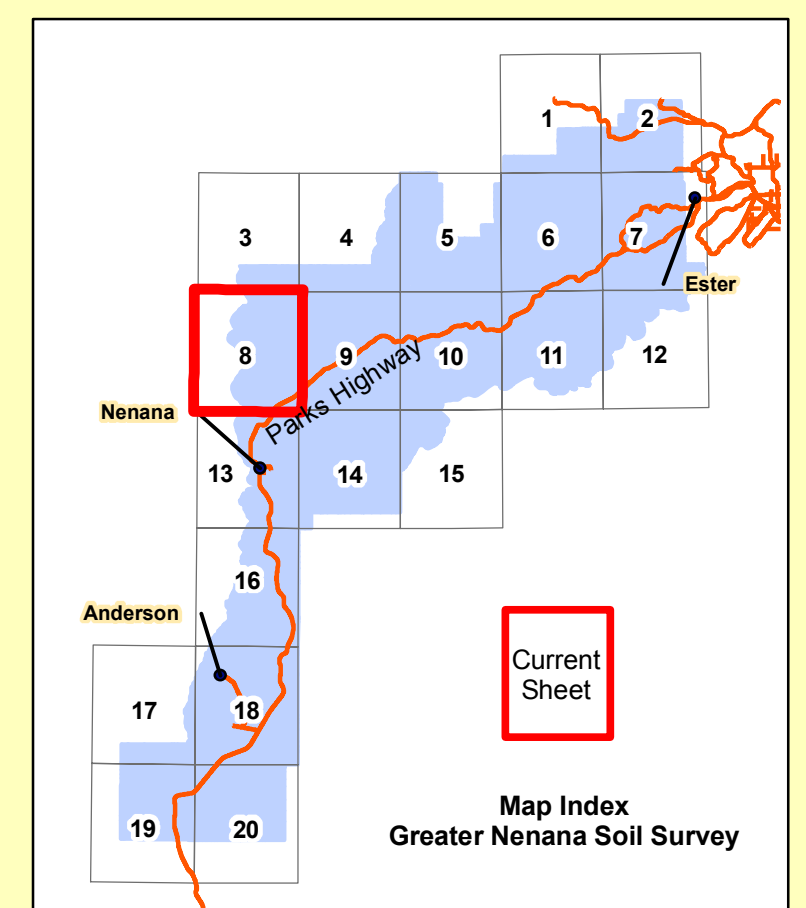 1
2
3
4
5
6
7
Ester
8
9
10
11
12
Parks Highway
Nenana
13
14
15
16
Anderson
17
18
Current
Sheet
19
20
Map Index
Greater Nenana Soil Survey